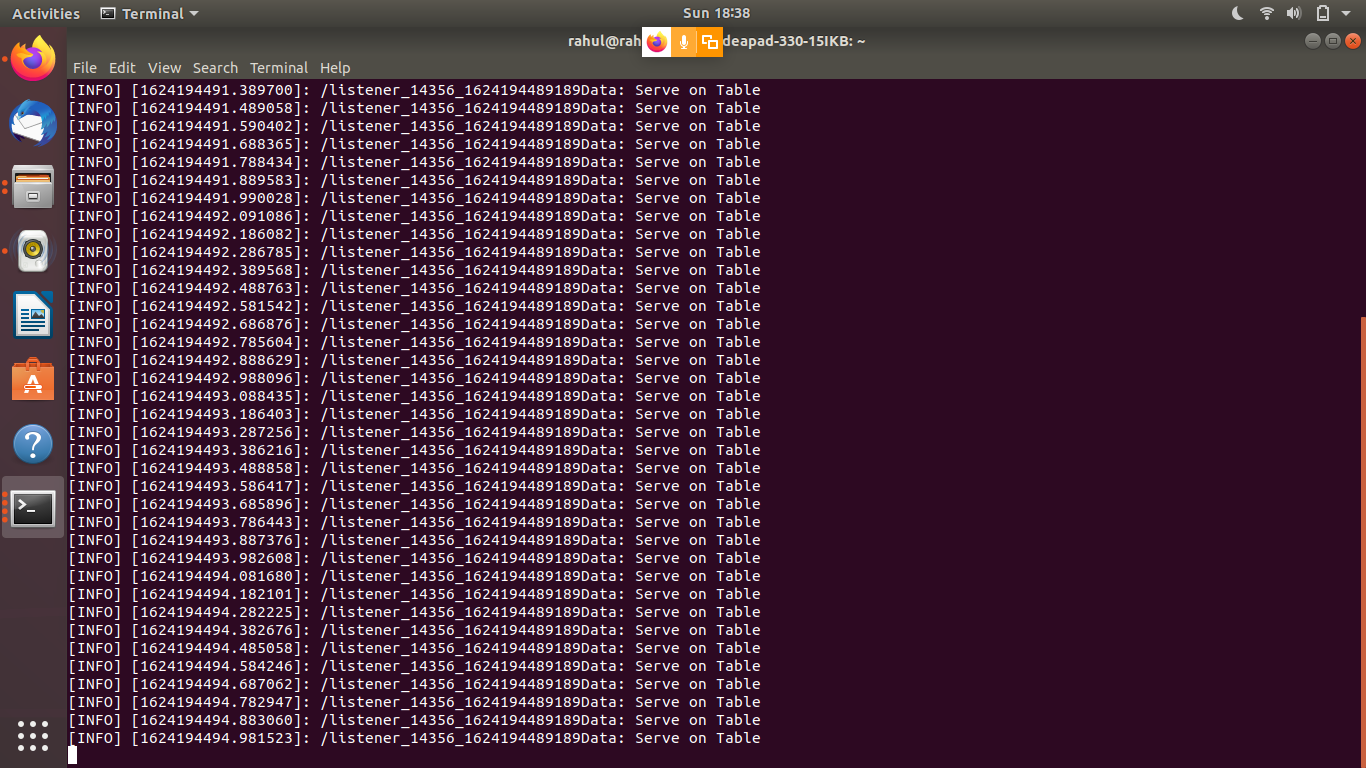 Activities Terminal Sun 18:38
rahul@rah deapad-330-15IKB: ~
File Edit View Search Terminal Help
[INFO] [1624194491.389700]: /listener_14356_1624194489189Data: Serve on Table
[INFO] [1624194491.489058]: /listener_14356_1624194489189Data: Serve on Table
[INFO] [1624194491.590402]: /listener_14356_1624194489189Data: Serve on Table
[INFO] [1624194491.688365]: /listener_14356_1624194489189Data: Serve on Table
[INFO] [1624194491.788434]: /listener_14356_1624194489189Data: Serve on Table
[INFO] [1624194491.889583]: /listener_14356_1624194489189Data: Serve on Table
[INFO] [1624194491.990028]: /listener_14356_1624194489189Data: Serve on Table
[INFO] [1624194492.091086]: /listener_14356_1624194489189Data: Serve on Table
[INFO] [1624194492.186082]: /listener_14356_1624194489189Data: Serve on Table
[INFO] [1624194492.286785]: /listener_14356_1624194489189Data: Serve on Table
[INFO] [1624194492.389568]: /listener_14356_1624194489189Data: Serve on Table
[INFO] [1624194492.488763]: /listener_14356_1624194489189Data: Serve on Table
[INFO] [1624194492.581542]: /listener_14356_1624194489189Data: Serve on Table
[INFO] [1624194492.686876]: /listener_14356_1624194489189Data: Serve on Table
[INFO] [1624194492.785604]: /listener_14356_1624194489189Data: Serve on Table
[INFO] [1624194492.888629]: /listener_14356_1624194489189Data: Serve on Table
[INFO] [1624194492.988096]: /listener_14356_1624194489189Data: Serve on Table
[INFO] [1624194493.088435]: /listener_14356_1624194489189Data: Serve on Table
[INFO] [1624194493.186403]: /listener_14356_1624194489189Data: Serve on Table
[INFO] [1624194493.287256]: /listener_14356_1624194489189Data: Serve on Table
[INFO] [1624194493.386216]: /listener_14356_1624194489189Data: Serve on Table
[INFO] [1624194493.488858]: /listener_14356_1624194489189Data: Serve on Table
[INFO] [1624194493.586417]: /listener_14356_1624194489189Data: Serve on Table
[INFO] [1624194493.685896]: /listener_14356_1624194489189Data: Serve on Table
[INFO] [1624194493.786443]: /listener_14356_1624194489189Data: Serve on Table
[INFO] [1624194493.887376]: /listener_14356_1624194489189Data: Serve on Table
[INFO] [1624194493.982608]: /listener_14356_1624194489189Data: Serve on Table
[INFO] [1624194494.081680]: /listener_14356_1624194489189Data: Serve on Table
[INFO] [1624194494.182101]: /listener_14356_1624194489189Data: Serve on Table
[INFO] [1624194494.282225]: /listener_14356_1624194489189Data: Serve on Table
[INFO] [1624194494.382676]: /listener_14356_1624194489189Data: Serve on Table
[INFO] [1624194494.485058]: /listener_14356_1624194489189Data: Serve on Table
[INFO] [1624194494.584246]: /listener_14356_1624194489189Data: Serve on Table
[INFO] [1624194494.687062]: /listener_14356_1624194489189Data: Serve on Table
[INFO] [1624194494.782947]: /listener_14356_1624194489189Data: Serve on Table
[INFO] [1624194494.883060]: /listener_14356_1624194489189Data: Serve on Table
[INFO] [1624194494.981523]: /listener_14356_1624194489189Data: Serve on Table